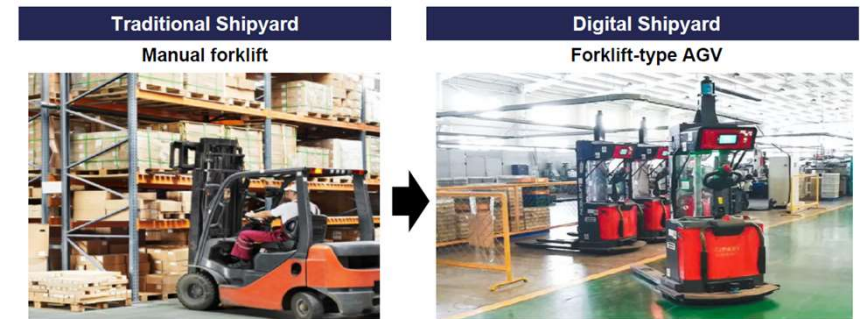 Traditional Shipyard
Manual forklift
Digital Shipyard
Forklift-type AGV